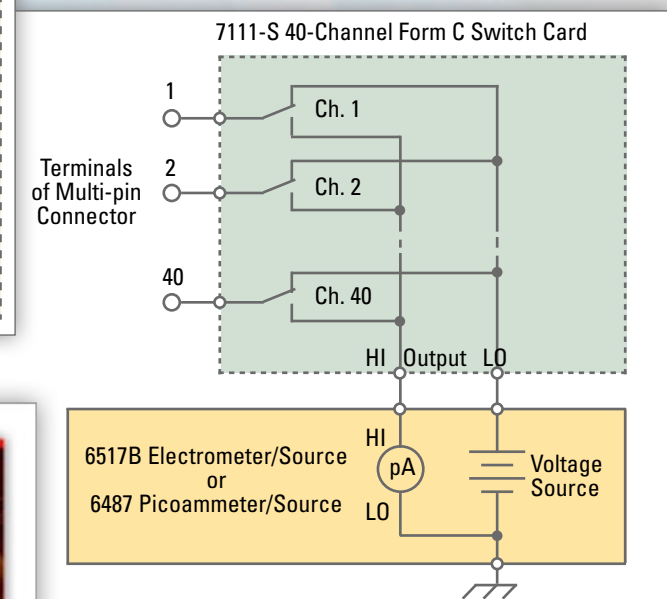 7111-S 40-Channel Form C Switch Card
1
Ch. 1
Terminals
of Multi-pin
Connector
2
Ch. 2
40
Ch. 40
HI Output LO
6517B Electrometer/Source
or
6487 Picoammeter/Source
HI
pA
LO
Voltage
Source